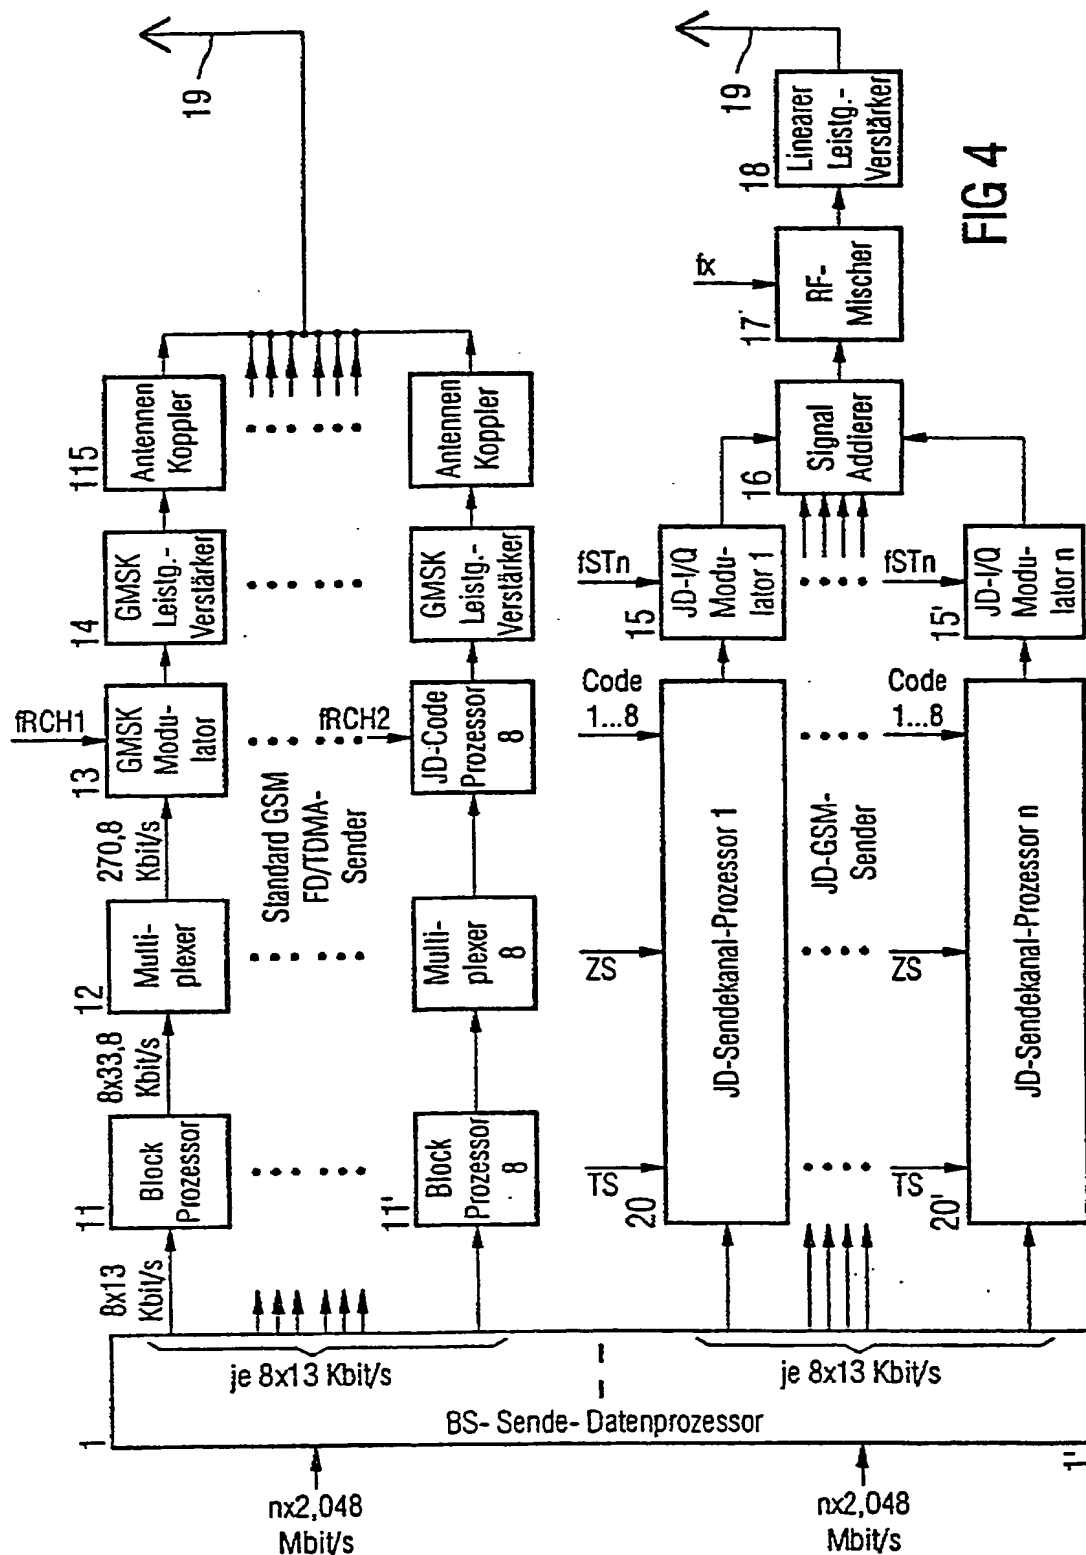 nx2,048
Mbit/s
1
BS- Sende- Datenprozessor
je 8x13 Kbit/s
8x13
Kbit/s
11
Block
Prozessor
8x33,8
Kbit/s
12
Multi-
plexer
270,8
Kbit/s
13
GMSK
Modu-
lator
fRCH1
14
GMSK
Leistg.-
Verstärker
115
Antennen
Koppler
19
Standard GSM
FD/TDMA-
Sender
11'
Block
Prozessor
8
Multi-
plexer
8
JD-Code
Prozessor
8
fRCH2
GMSK
Leistg.-
Verstärker
Antennen
Koppler
nx2,048
Mbit/s
1'
je 8x13 Kbit/s
20
TS
ZS
Code
1...8
JD-Sendekanal-Prozessor 1
15
fSTn
JD-I/Q
Modu-
lator 1
JD-GSM-
Sender
16
Signal
Addierer
17
fx
RF-
Mischer
18
Linearer
Leistg.-
Verstärker
19
20'
TS
ZS
Code
1...8
JD-Sendekanal-Prozessor n
15'
fSTn
JD-I/Q
Modu-
lator n
FIG 4